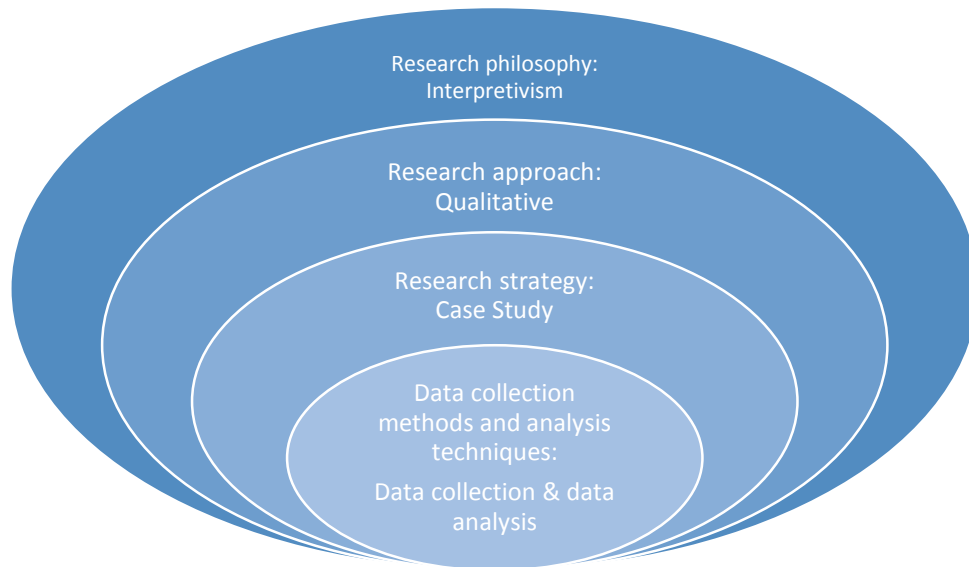 Research philosophy:
Interpretivism
Research approach:
Qualitative
Research strategy:
Case Study
Data collection
methods and analysis
techniques:
Data collection & data
analysis